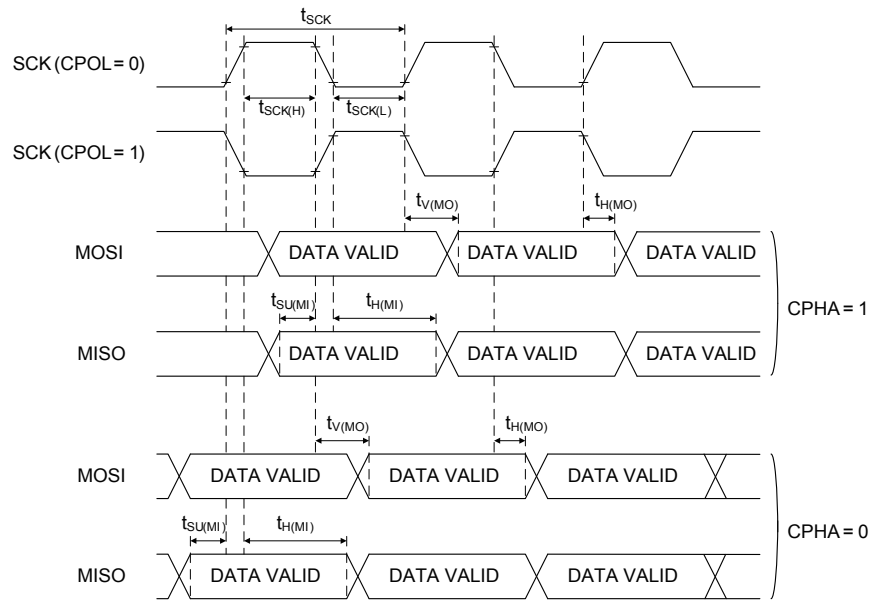 tSCK
SCK (CPOL = 0)
tSCK(H) tSCK(L)
SCK (CPOL = 1)
tV(MO) tH(MO)
MOSI DATA VALID DATA VALID DATA VALID
tSU(MI) tH(MI)
CPHA = 1
MISO DATA VALID DATA VALID DATA VALID
tV(MO) tH(MO)
MOSI DATA VALID DATA VALID DATA VALID
tSU(MI) tH(MI)
CPHA = 0
MISO DATA VALID DATA VALID DATA VALID